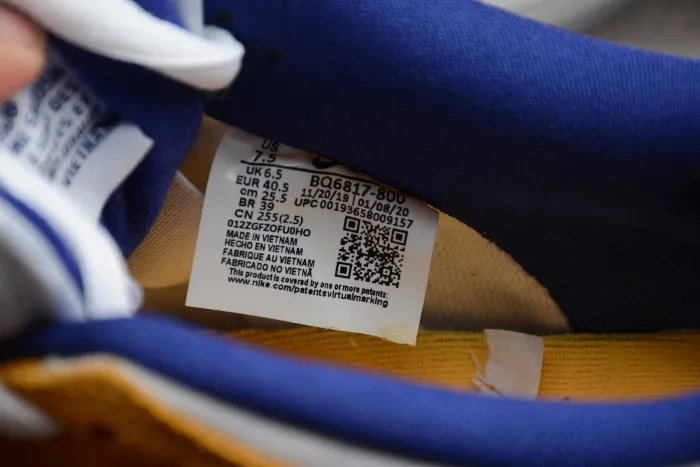 US
7.5
UK 6.5
EUR 40.5
cm 25.5
BR 39
CN 255(2.5)
BQ6817-800
11/20/19 | 01/08/20
UPC 00193658009157
012ZGFZOFU0HO
MADE IN VIETNAM
HECHO EN VIETNAM
FABRIQUE AU VIETNAM
FABRICADO NO VIETNÃ
This product is covered by one or more patents:
www.nike.com/patentsvirtualmarking
VIETNAM